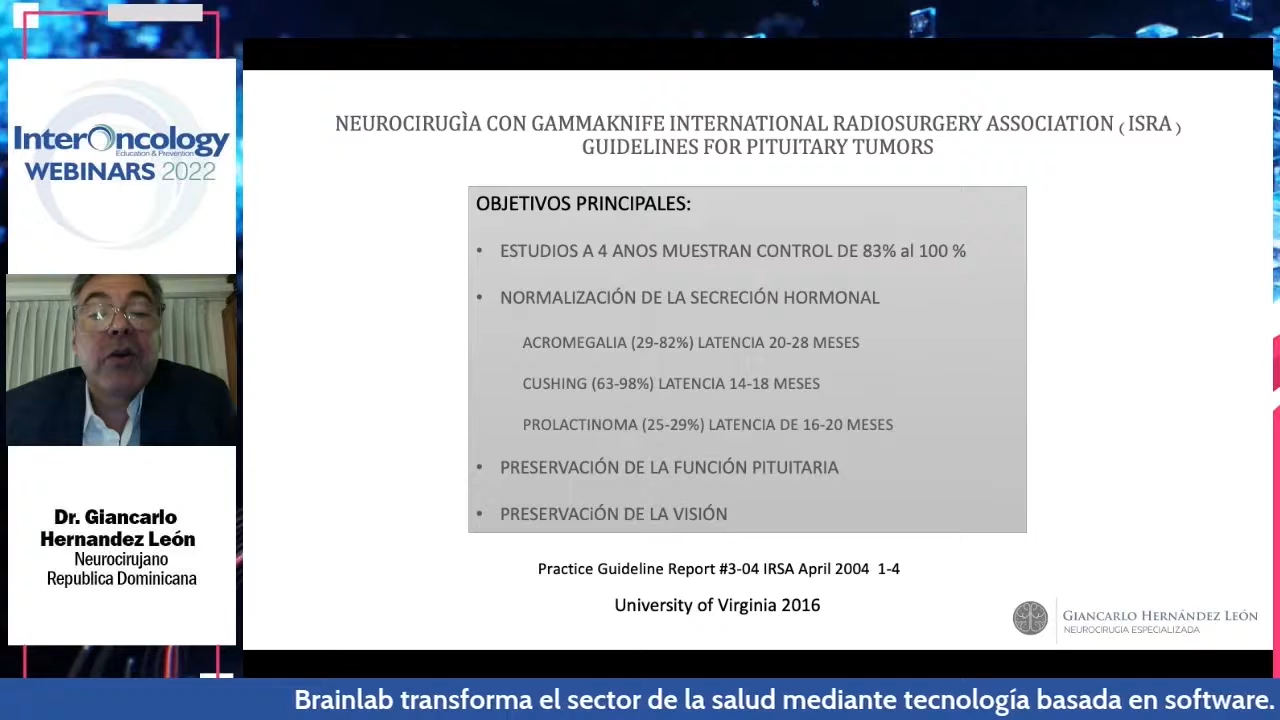 InterOncology
Education & Prevention
WEBINARS 2022
Dr. Giancarlo
Hernandez León
Neurocirujano
Republica Dominicana
NEUROCIRUGÌA CON GAMMAKNIFE INTERNATIONAL RADIOSURGERY ASSOCIATION ( ISRA )
GUIDELINES FOR PITUITARY TUMORS
OBJETIVOS PRINCIPALES:
• ESTUDIOS A 4 ANOS MUESTRAN CONTROL DE 83% al 100 %
• NORMALIZACIÓN DE LA SECRECIÓN HORMONAL
ACROMEGALIA (29-82%) LATENCIA 20-28 MESES
CUSHING (63-98%) LATENCIA 14-18 MESES
PROLACTINOMA (25-29%) LATENCIA DE 16-20 MESES
• PRESERVACIÓN DE LA FUNCIÓN PITUITARIA
• PRESERVACIÓN DE LA VISIÓN
Practice Guideline Report #3-04 IRSA April 2004 1-4
University of Virginia 2016
GIANCARLO HERNÁNDEZ LEÓN
NEUROCIRUGIA ESPECIALIZADA
Brainlab transforma el sector de la salud mediante tecnología basada en software.